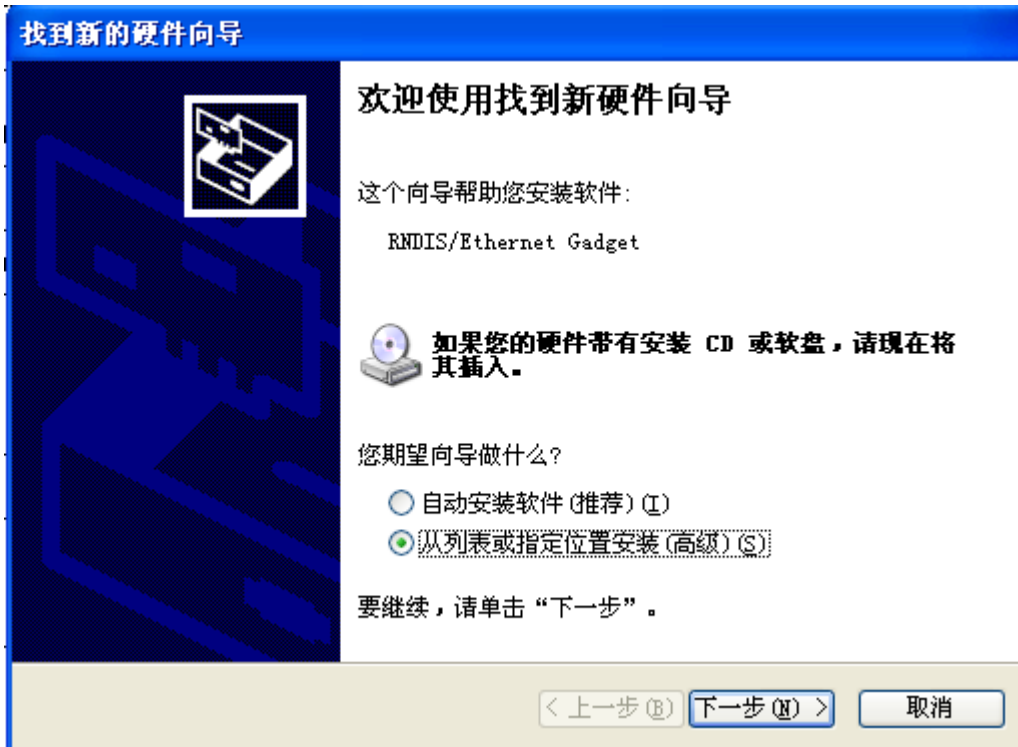 找到新的硬件向导
欢迎使用找到新硬件向导
这个向导帮助您安装软件:
RNDIS/Ethernet Gadget
如果您的硬件带有安装 CD 或软盘，请现在将
其插入。
您期望向导做什么?
自动安装软件(推荐)(I)
从列表或指定位置安装(高级)(S)
要继续，请单击“下一步”。
< 上一步(B)
下一步(N) >
取消